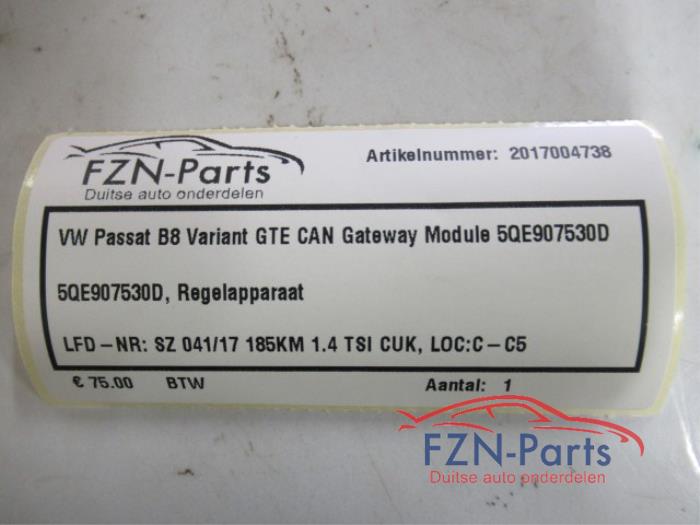 FZN-Parts
Duitse auto onderdelen
Artikelnummer: 2017004738
VW Passat B8 Variant GTE CAN Gateway Module 5QE907530D
5QE907530D, Regelapparaat
LFD-NR: SZ 041/17 185KM 1.4 TSI CUK, LOC:C-C5
€ 75.00 BTW Aantal: 1
FZN-Parts
Duitse auto onderdelen